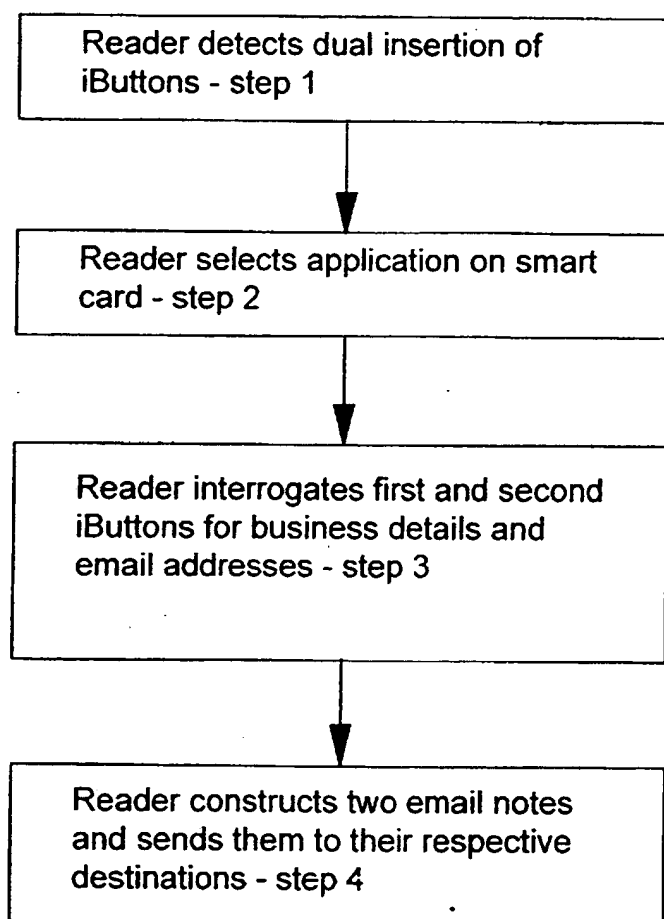 Reader detects dual insertion of
iButtons - step 1
Reader selects application on smart
card - step 2
Reader interrogates first and second
iButtons for business details and
email addresses - step 3
Reader constructs two email notes
and sends them to their respective
destinations - step 4